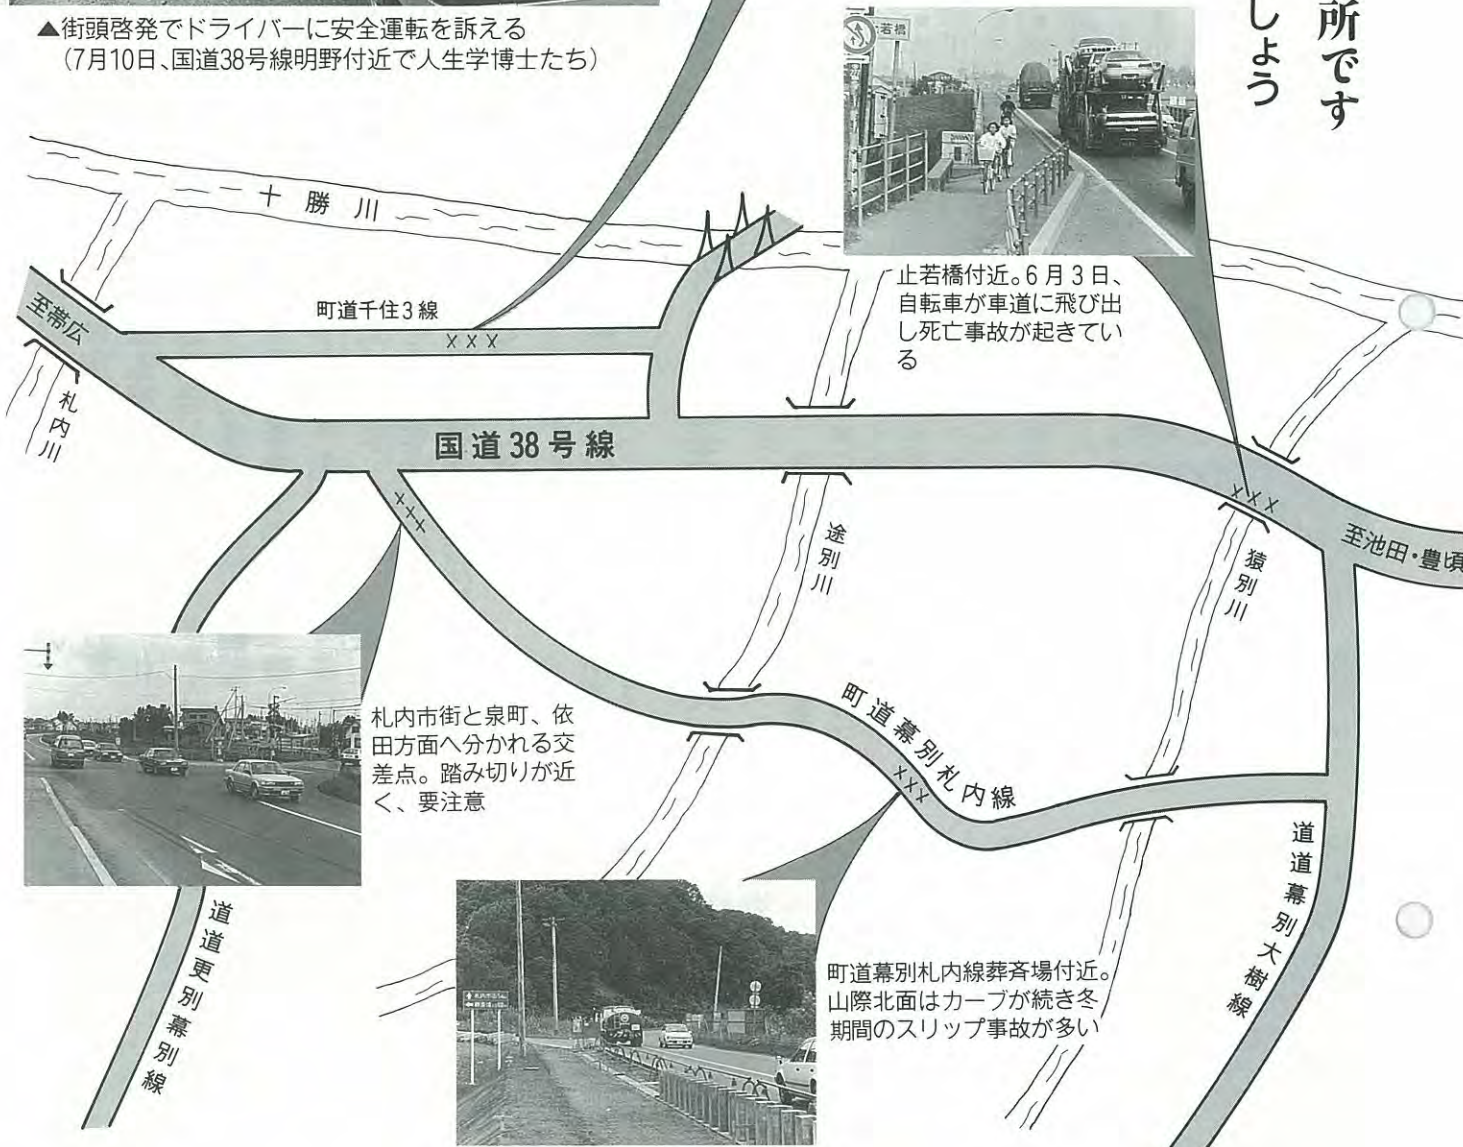 所です
しょう
▲街頭啓発でドライバーに安全運転を訴える
(7月10日、国道38号線明野付近で人生学博士たち)
若橋
十勝川
止若橋付近。6月3日、
自転車が車道に飛び出
し死亡事故が起きてい
る
町道千住3線
×××
至帯広
札内川
国道38号線
×××
×××
途別川
猿別川
至池田・豊頃
札内市街と泉町、依
田方面へ分かれる交
差点。踏み切りが近
く、要注意
町道幕別札内線
×××
道道幕別大樹線
道道更別幕別線
町道幕別札内線葬斉場付近。
山際北面はカーブが続き冬
期間のスリップ事故が多い